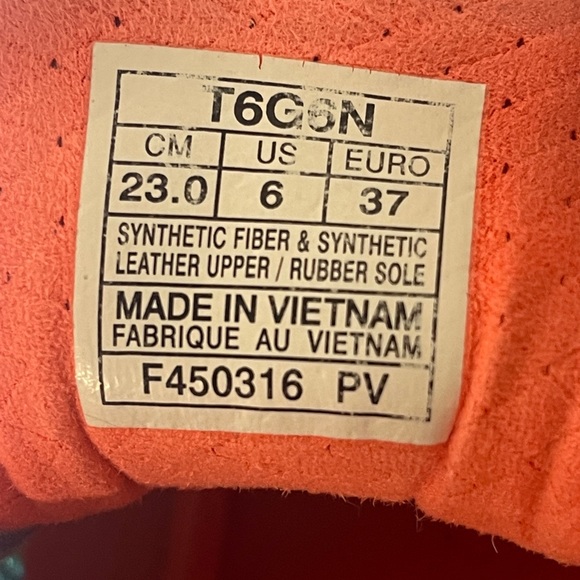 T6G6N
CM US EURO
23.0 6 37
SYNTHETIC FIBER & SYNTHETIC
LEATHER UPPER / RUBBER SOLE
MADE IN VIETNAM
FABRIQUE AU VIETNAM
F450316 PV